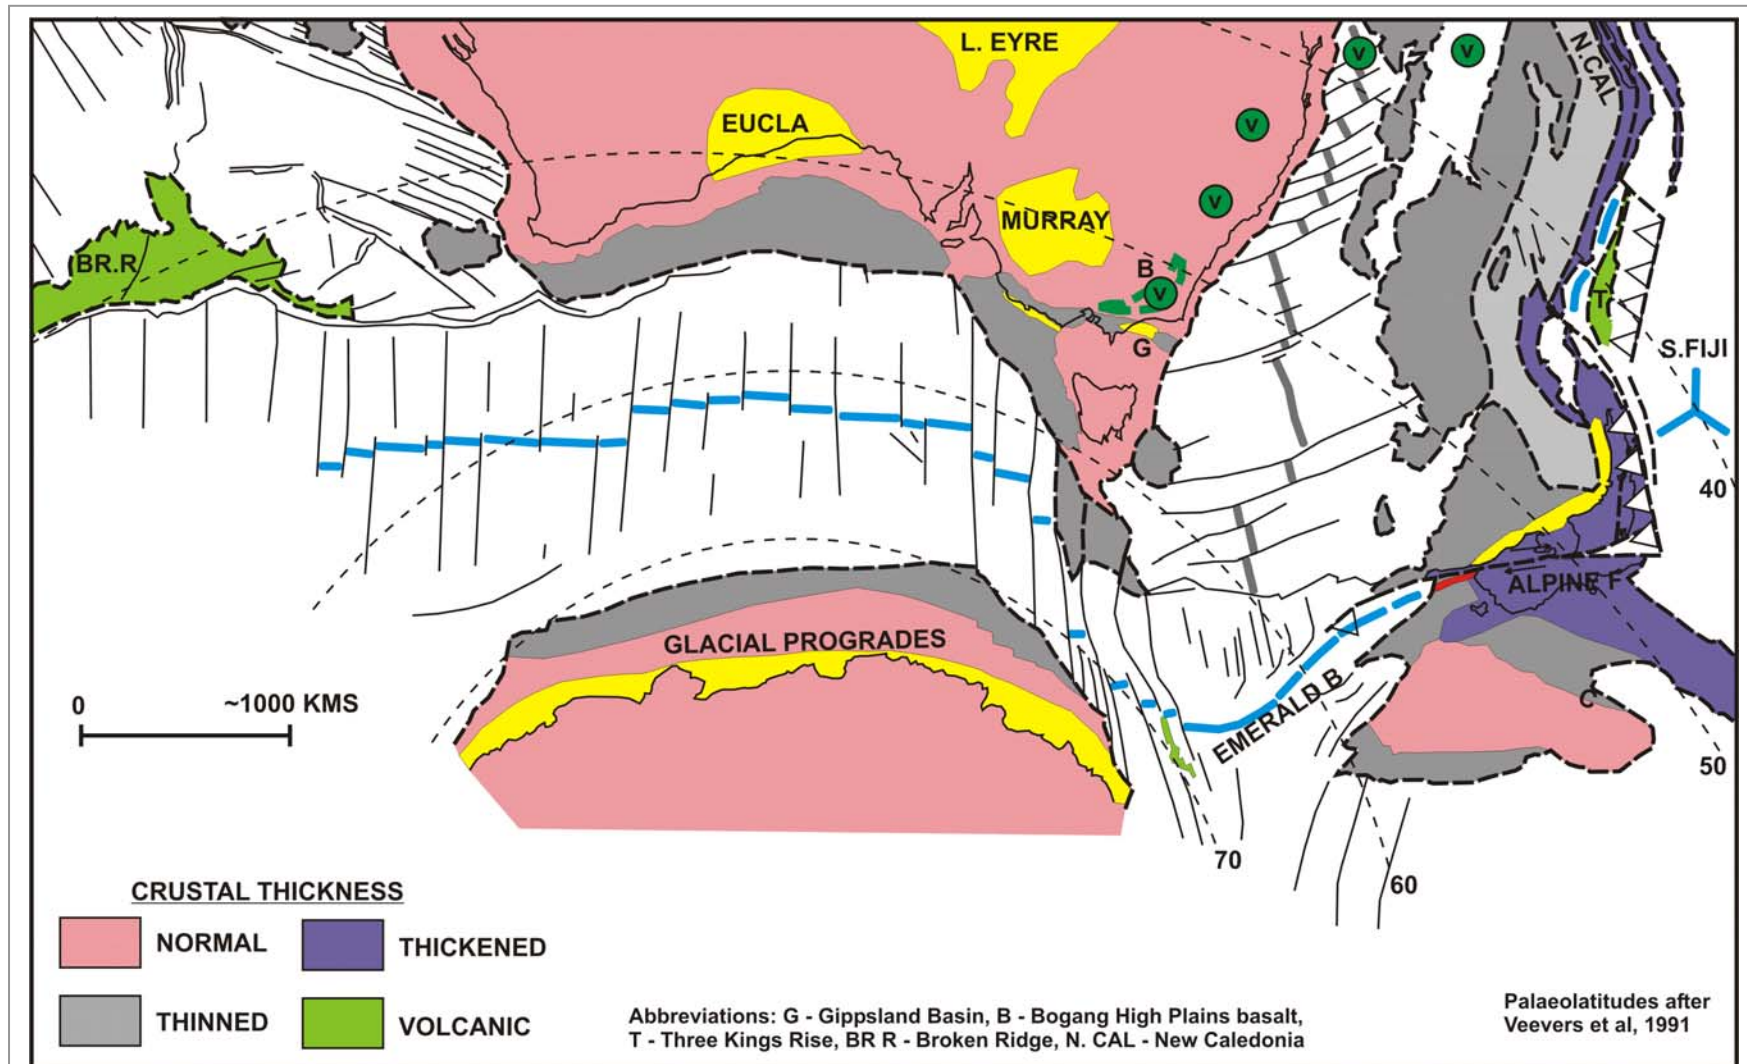 L. EYRE
EUCLA
MURRAY
BR.R
B
G
V
V
V
V
V
N.CAL
T
S.FIJI
40
ALPINE F
GLACIAL PROGRADES
EMERALD B
C
50
60
70
0
~1000 KMS
CRUSTAL THICKNESS
NORMAL
THICKENED
THINNED
VOLCANIC
Abbreviations: G - Gippsland Basin, B - Bogang High Plains basalt,
T - Three Kings Rise, BR R - Broken Ridge, N. CAL - New Caledonia
Palaeolatitudes after
Veevers et al, 1991